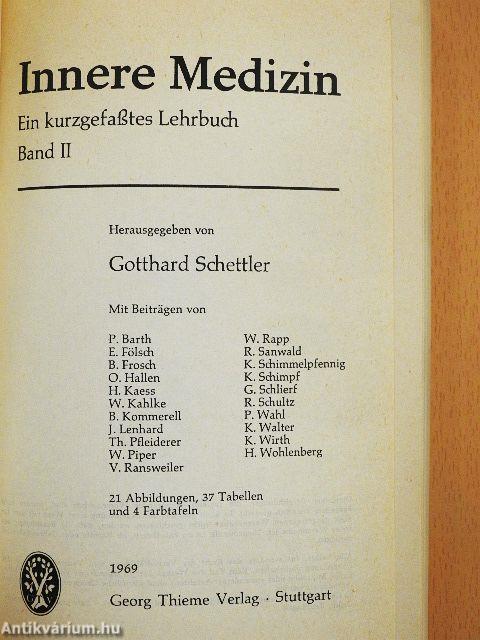 Innere Medizin
Ein kurzgefaßtes Lehrbuch
Band II
Herausgegeben von
Gotthard Schettler
Mit Beiträgen von
P. Barth
E. Fölsch
B. Frosch
O. Hallen
H. Kaess
W. Kahlke
B. Kommerell
J. Lenhard
Th. Pfleiderer
W. Piper
V. Ransweiler
W. Rapp
R. Sanwald
K. Schimmelpfennig
K. Schimpf
G. Schlierf
R. Schultz
P. Wahl
K. Walter
K. Wirth
H. Wohlenberg
21 Abbildungen, 37 Tabellen
und 4 Farbtafeln
1969
Georg Thieme Verlag · Stuttgart
Antikvárium.hu